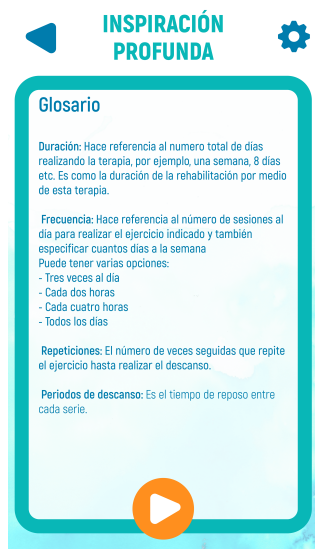 INSPIRACIÓN
PROFUNDA
Glosario
Duración: Hace referencia al numero total de días
realizando la terapia, por ejemplo, una semana, 8 días
etc. Es como la duración de la rehabilitación por medio
de esta terapia.
Frecuencia: Hace referencia al número de sesiones al
día para realizar el ejercicio indicado y también
especificar cuantos días a la semana
Puede tener varias opciones:
- Tres veces al día
- Cada dos horas
- Cada cuatro horas
- Todos los días
Repeticiones: El número de veces seguidas que repite
el ejercicio hasta realizar el descanso.
Periodos de descanso: Es el tiempo de reposo entre
cada serie.